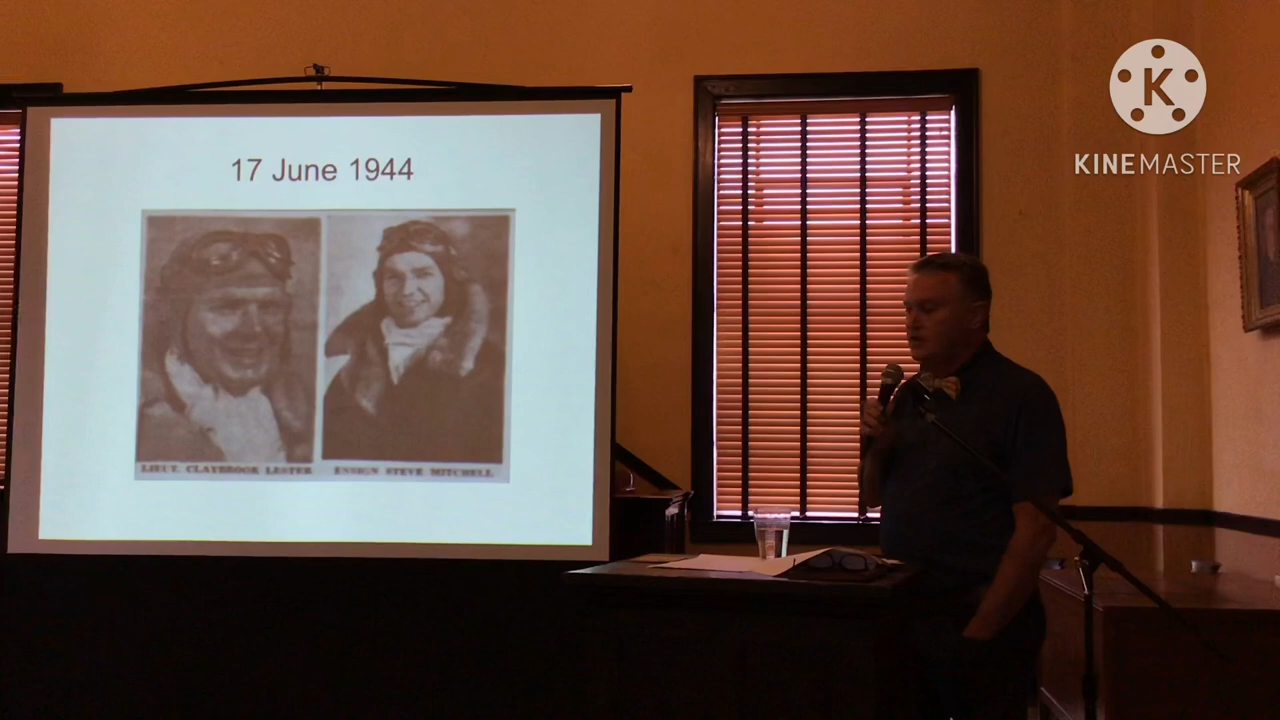 17 June 1944
LIEUT. CLAYBROOK LESTER
ENSIGN STEVE MITCHELL
K
KINEMASTER